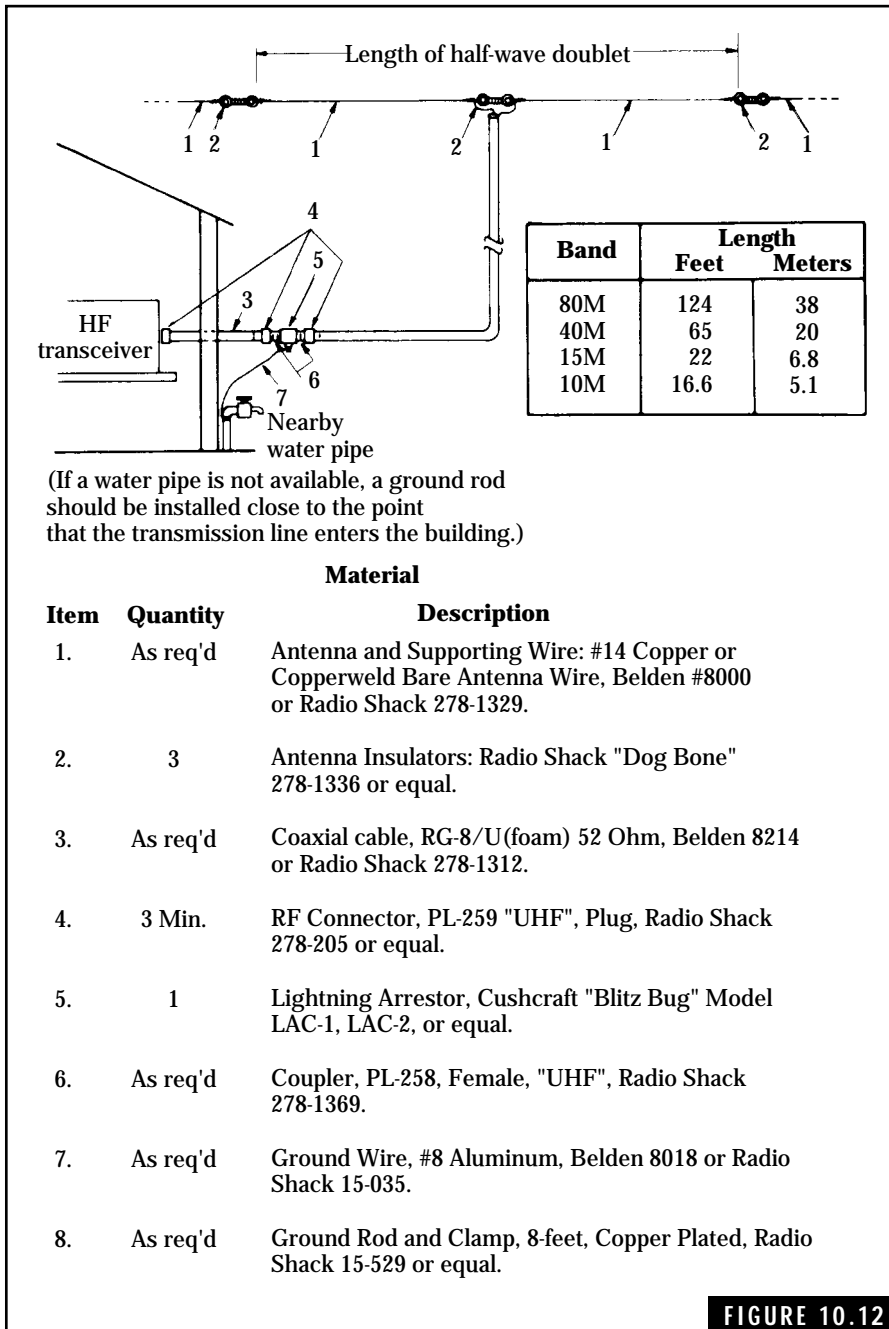 Length of half-wave doublet
1 2 1 2 1 2 1
4
5
3
HF
transceiver
6
7
Nearby
water pipe
Band Length
Feet Meters
80M 124 38
40M 65 20
15M 22 6.8
10M 16.6 5.1
(If a water pipe is not available, a ground rod
should be installed close to the point
that the transmission line enters the building.)
Material
Item Quantity Description
1. As req'd Antenna and Supporting Wire: #14 Copper or
Copperweld Bare Antenna Wire, Belden #8000
or Radio Shack 278-1329.
2. 3 Antenna Insulators: Radio Shack "Dog Bone"
278-1336 or equal.
3. As req'd Coaxial cable, RG-8/U(foam) 52 Ohm, Belden 8214
or Radio Shack 278-1312.
4. 3 Min. RF Connector, PL-259 "UHF", Plug, Radio Shack
278-205 or equal.
5. 1 Lightning Arrestor, Cushcraft "Blitz Bug" Model
LAC-1, LAC-2, or equal.
6. As req'd Coupler, PL-258, Female, "UHF", Radio Shack
278-1369.
7. As req'd Ground Wire, #8 Aluminum, Belden 8018 or Radio
Shack 15-035.
8. As req'd Ground Rod and Clamp, 8-feet, Copper Plated, Radio
Shack 15-529 or equal.
FIGURE 10.12